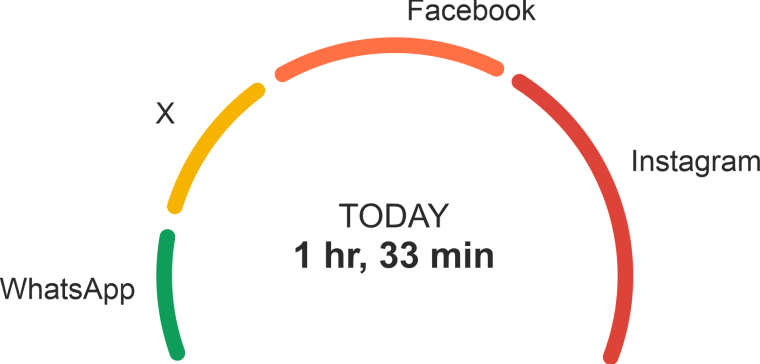 Facebook
X
Instagram
TODAY
1 hr, 33 min
WhatsApp